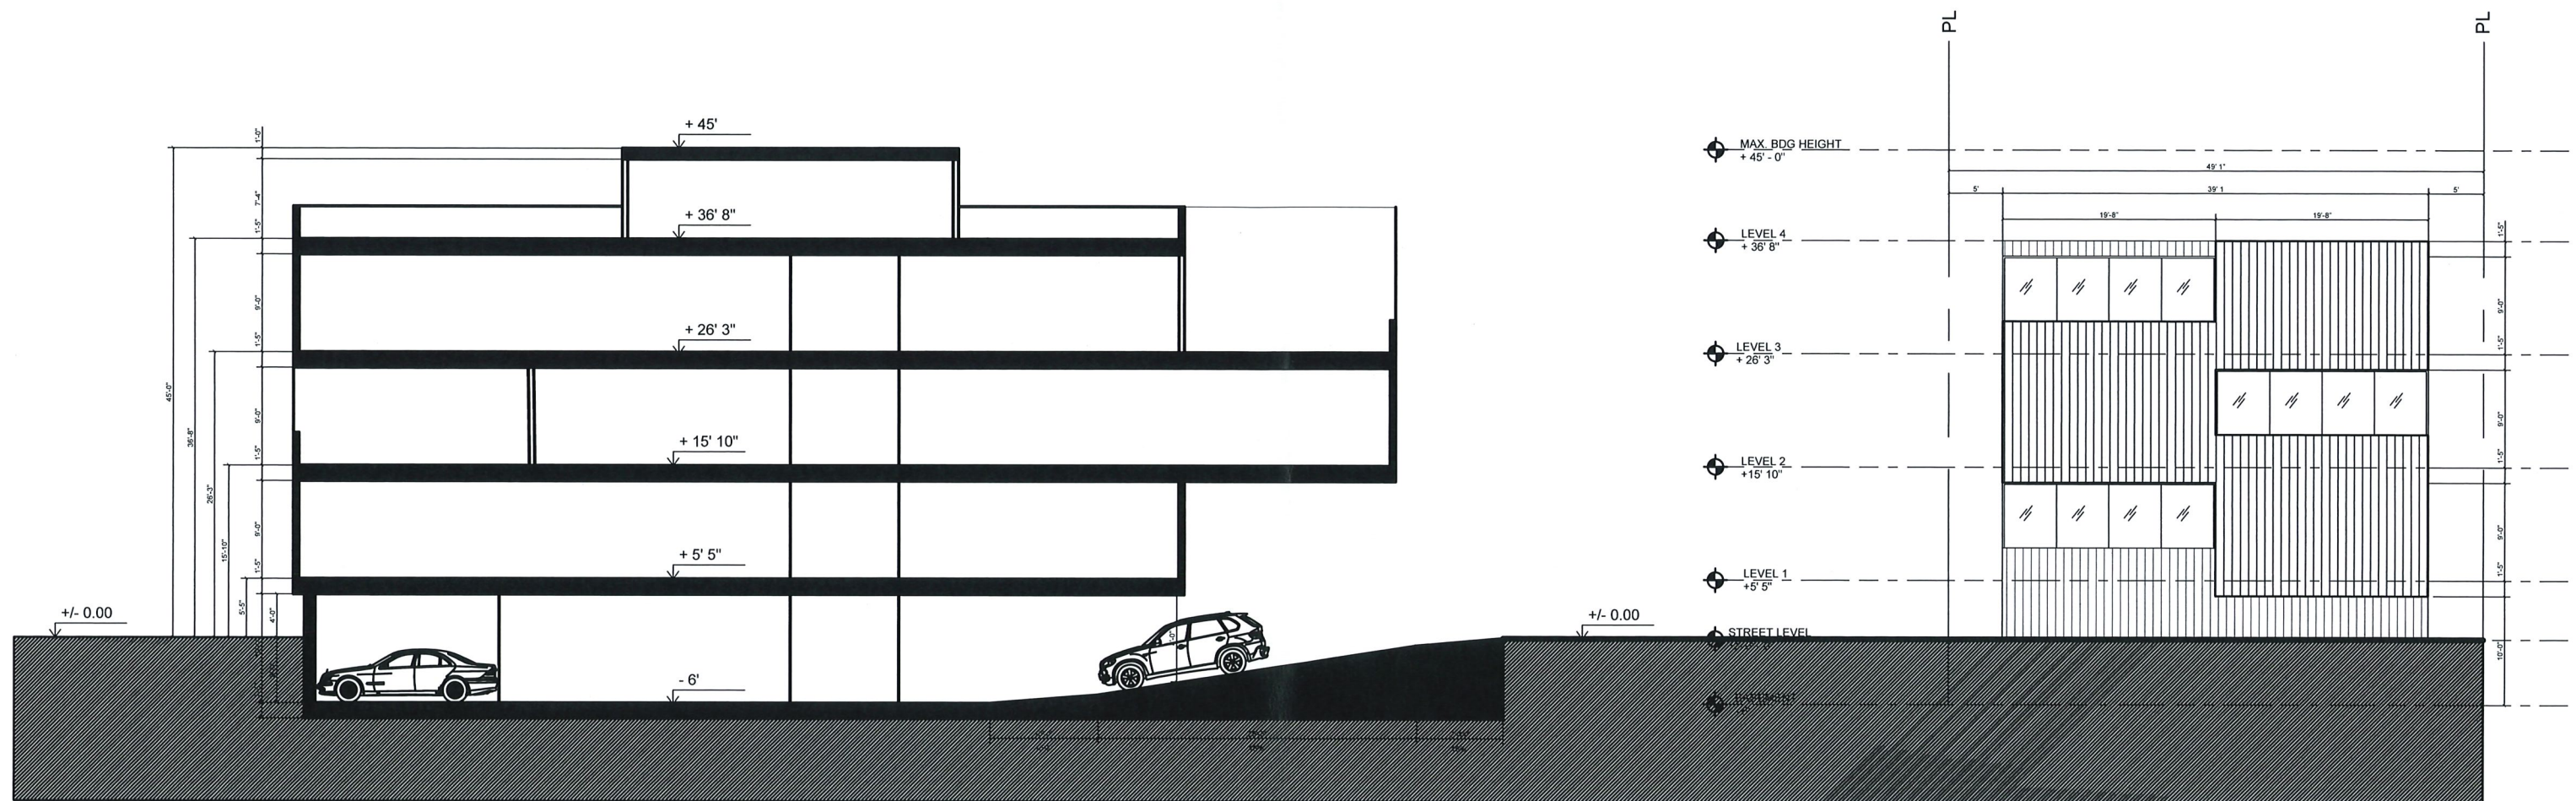 PL
PL
+ 45'
1'-0"
MAX. BDG HEIGHT
+ 45' - 0"
49' 1"
5'
39' 1
5'
7'-4"
+ 36' 8"
1'-5"
19'-8"
19'-8"
LEVEL 4
+ 36' 8"
1'-5"
9'-0"
9'-0"
+ 26' 3"
1'-5"
LEVEL 3
+ 26' 3"
1'-5"
45'-0"
36'-8"
9'-0"
9'-0"
+ 15' 10"
1'-5"
LEVEL 2
+15' 10"
1'-5"
26'-3"
15'-10"
9'-0"
9'-0"
+ 5' 5"
1'-5"
LEVEL 1
+5' 5"
1'-5"
5'-5"
4'-0"
+/- 0.00
+/- 0.00
STREET LEVEL
10'-0"
- 6'
BASEMENT